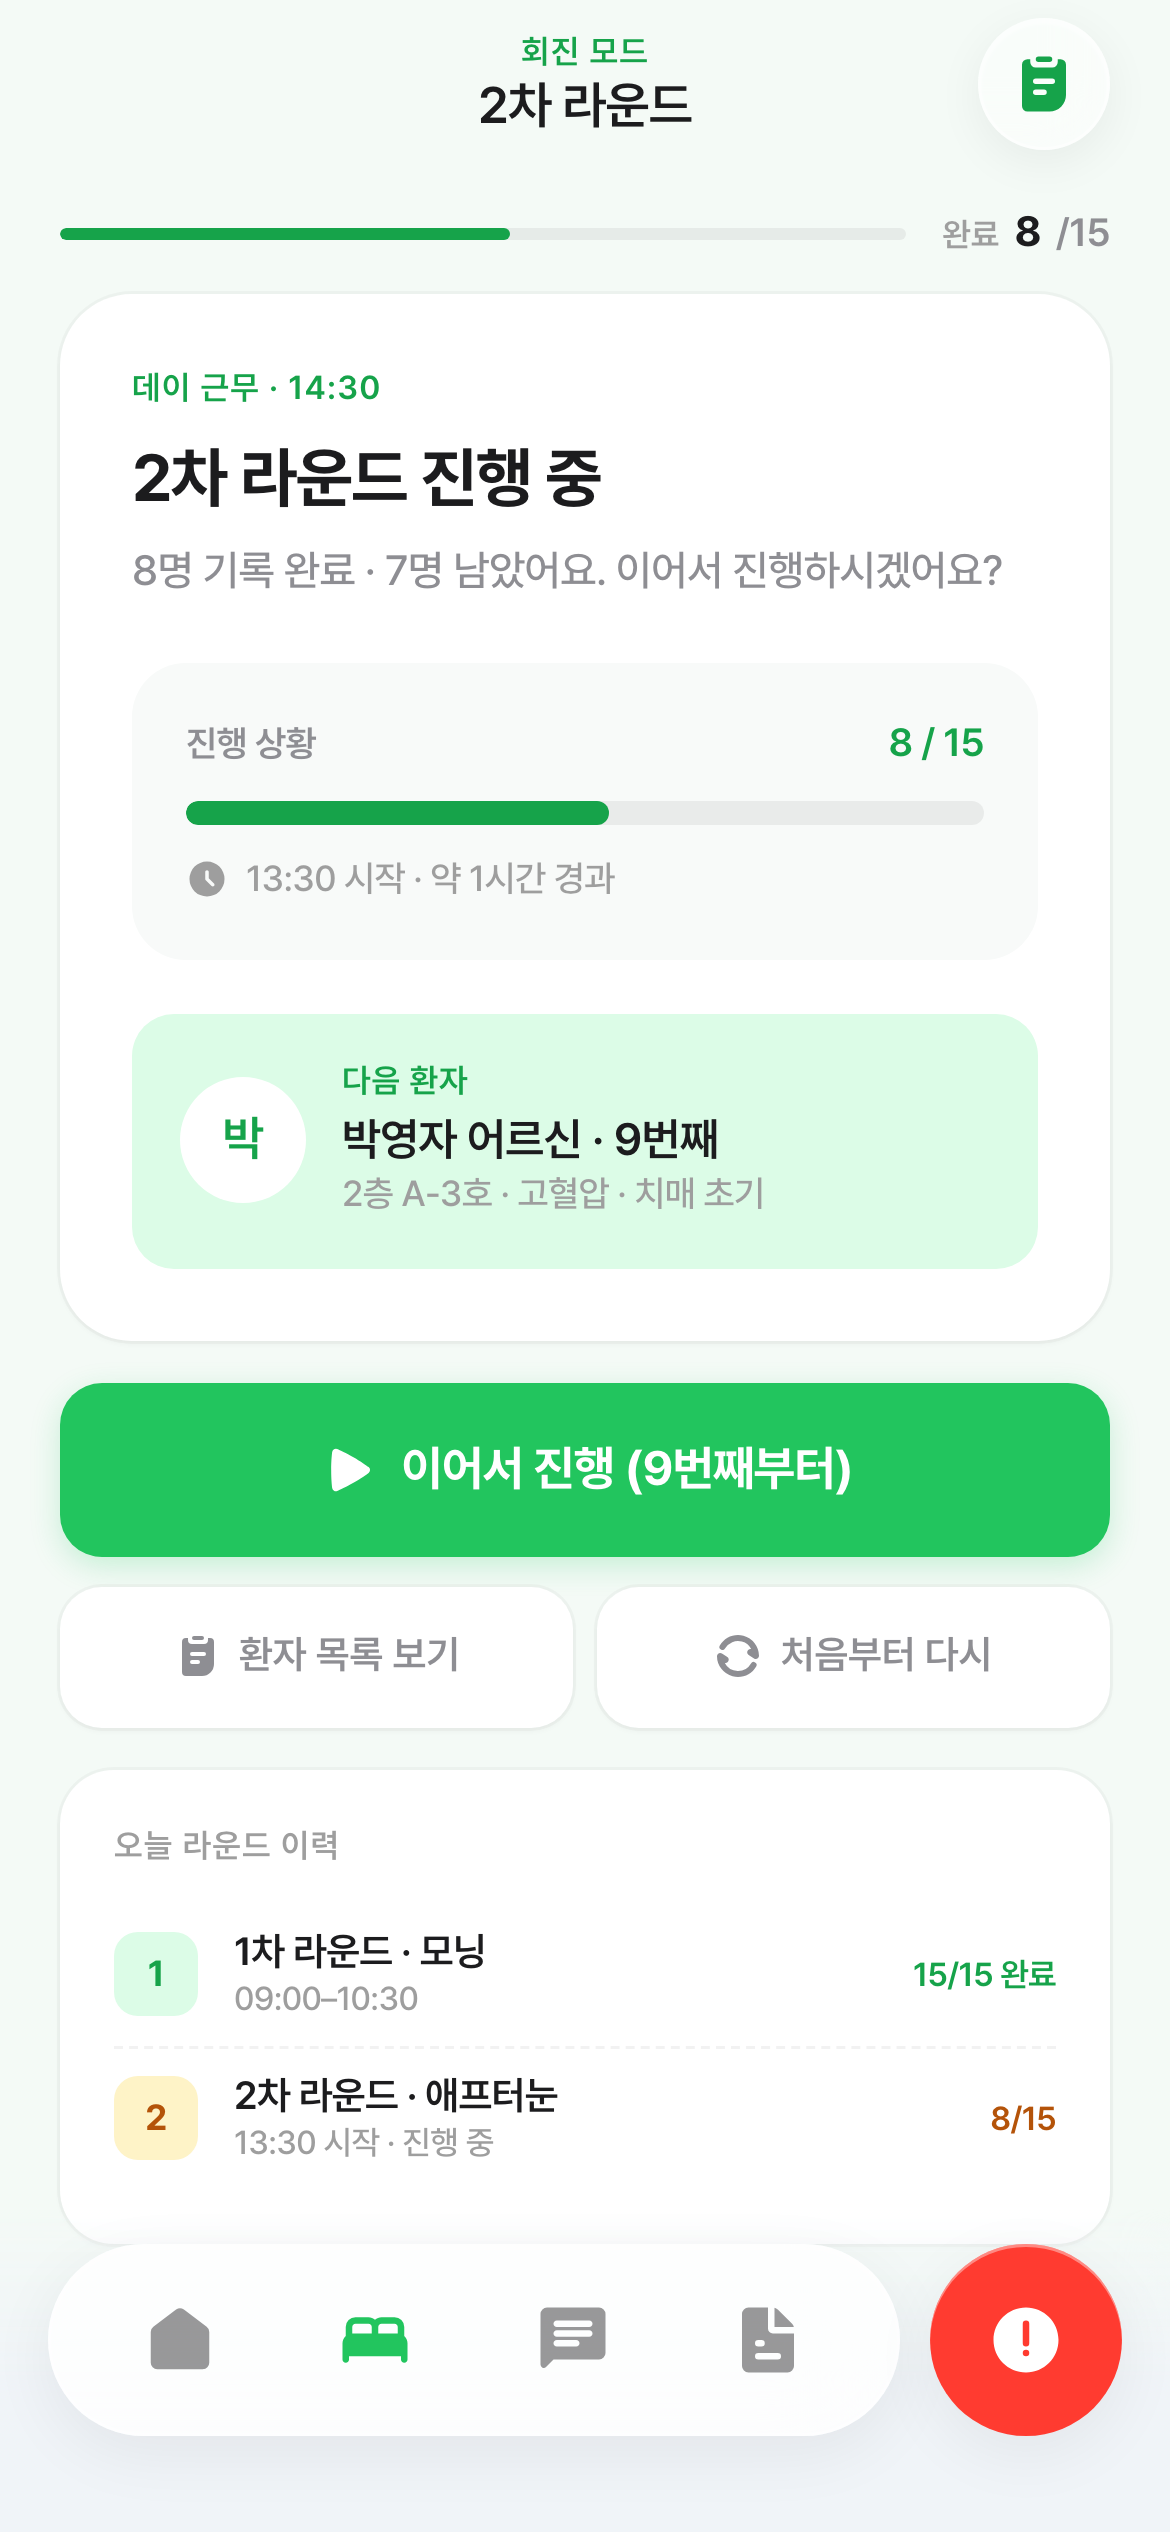 회진 모드
2차 라운드
완료 8 /15
데이 근무 · 14:30
2차 라운드 진행 중
8명 기록 완료 · 7명 남았어요. 이어서 진행하시겠어요?
진행 상황 8 / 15
13:30 시작 · 약 1시간 경과
박
다음 환자
박영자 어르신 · 9번째
2층 A-3호 · 고혈압 · 치매 초기
이어서 진행 (9번째부터)
환자 목록 보기
처음부터 다시
오늘 라운드 이력
1
1차 라운드 · 모닝
09:00–10:30
15/15 완료
2
2차 라운드 · 애프터눈
13:30 시작 · 진행 중
8/15